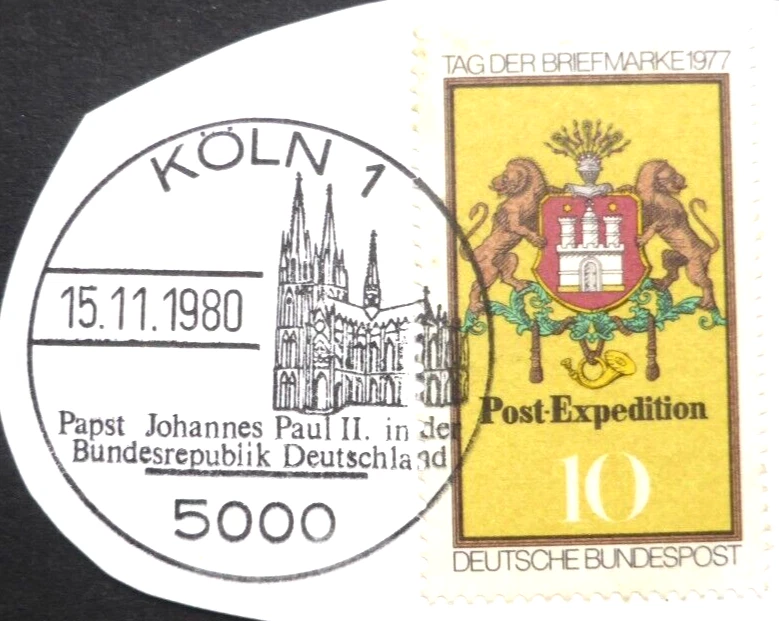 KÖLN 1
15.11.1980
Papst Johannes Paul II. in der
Bundesrepublik Deutschland
5000
TAG DER BRIEFMARKE 1977
Post-Expedition
10
DEUTSCHE BUNDESPOST